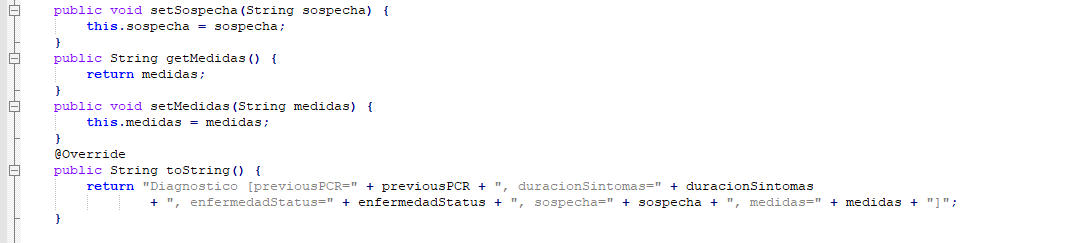 public void setSospecha(String sospecha) {
this.sospecha = sospecha;
}
public String getMedidas() {
return medidas;
}
public void setMedidas(String medidas) {
this.medidas = medidas;
}
@Override
public String toString() {
return "Diagnostico [previousPCR=" + previousPCR + ", duracionSintomas=" + duracionSintomas
+ ", enfermedadStatus=" + enfermedadStatus + ", sospecha=" + sospecha + ", medidas=" + medidas + "]";
}